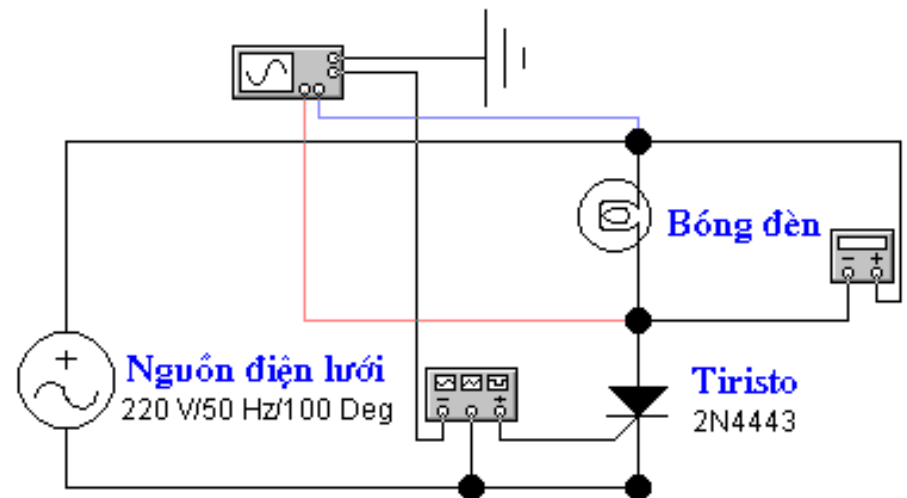 Bóng đèn
Nguồn điện lưới
220 V/50 Hz/100 Deg
Tiristo
2N4443